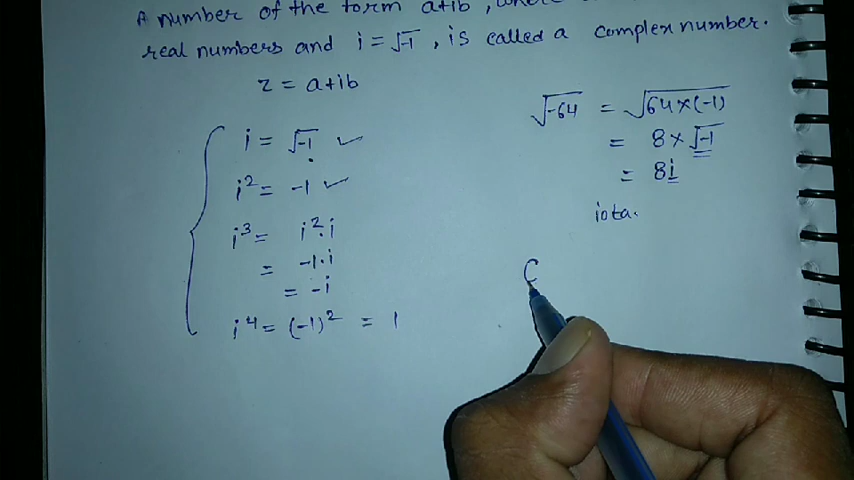 A number of the form a+ib, where
real numbers and i = √-1, is called a complex number.
z = a+ib
i = √-1 ✓
i² = -1 ✓
i³ = i².i
= -1.i
= -i
i⁴ = (-1)² = 1
√-64 = √64×(-1)
= 8 × √-1
= 8i
iota.
C